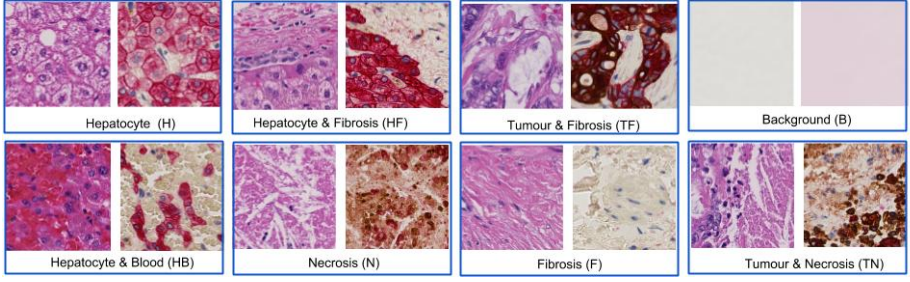 Hepatocyte (H)
Hepatocyte & Fibrosis (HF)
Tumour & Fibrosis (TF)
Background (B)
Hepatocyte & Blood (HB)
Necrosis (N)
Fibrosis (F)
Tumour & Necrosis (TN)